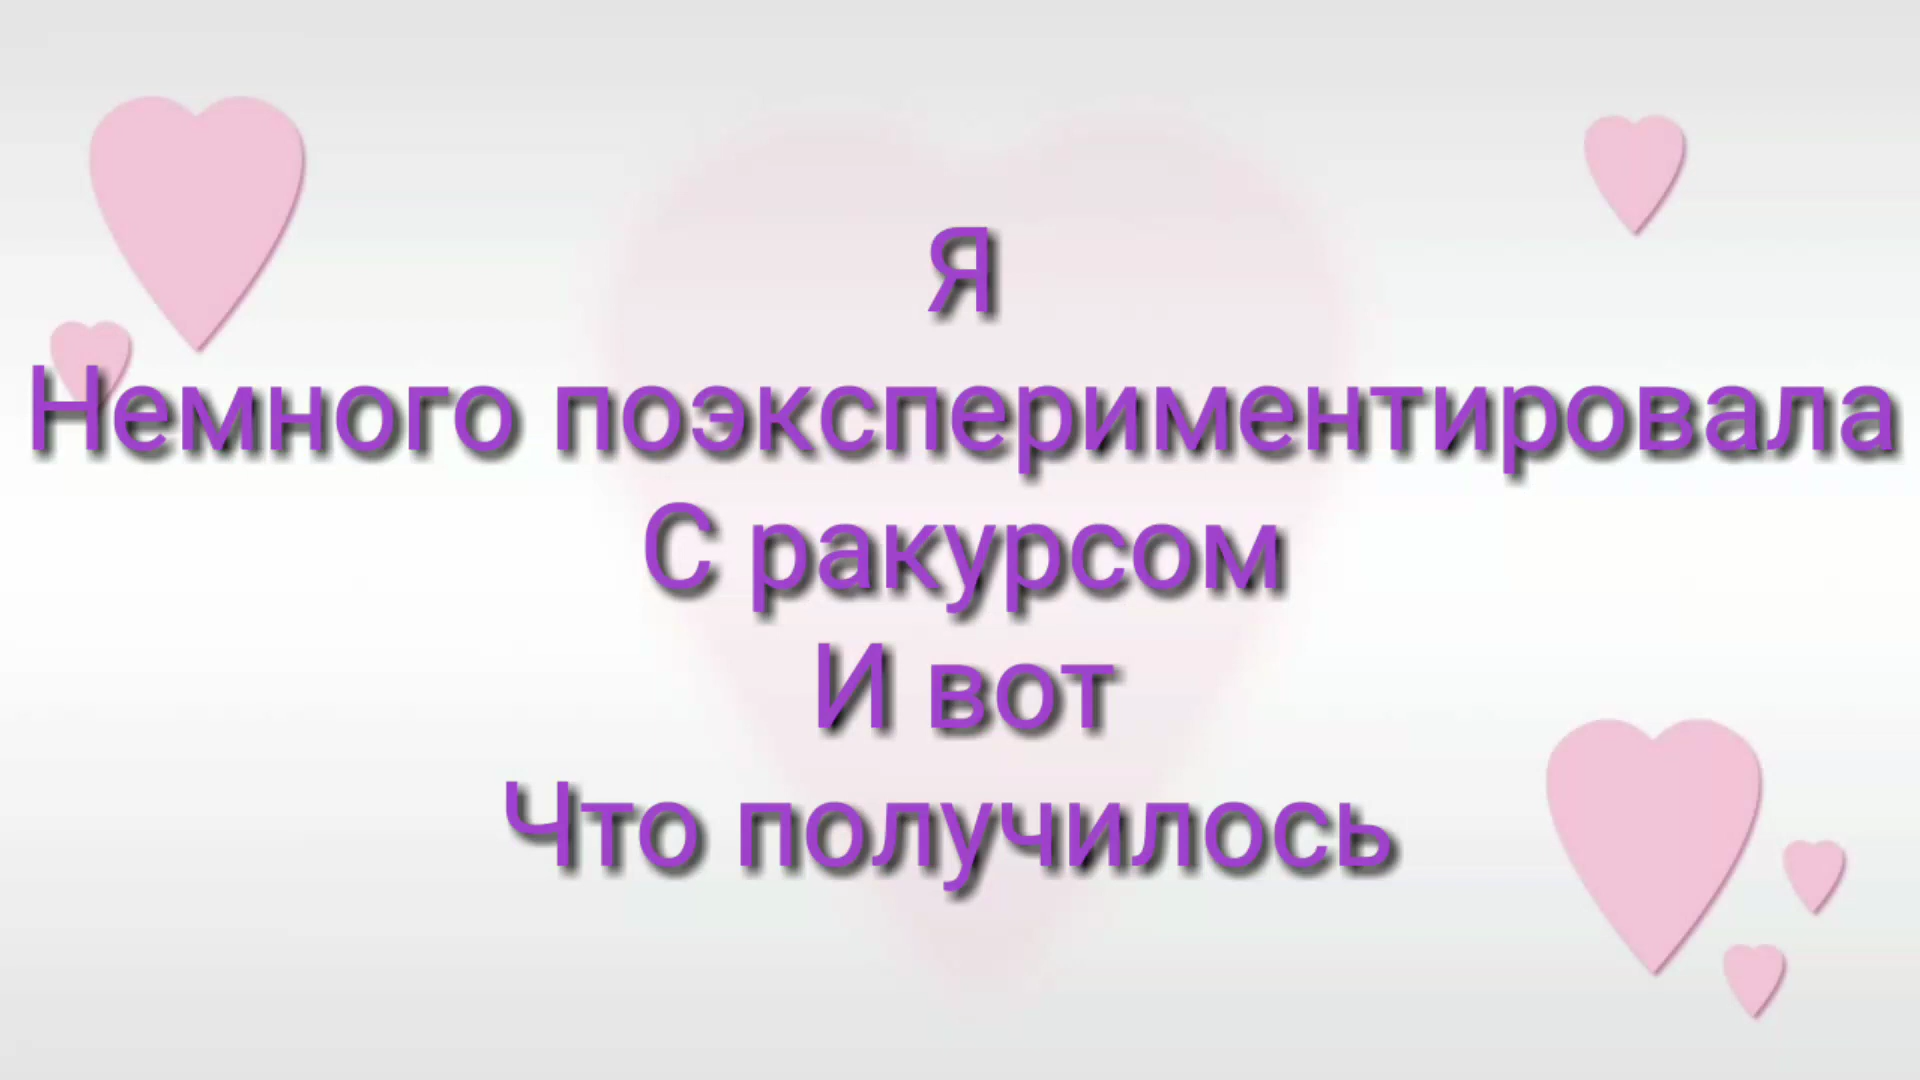 Я
Немного поэкспериментировала
С ракурсом
И вот
Что получилось